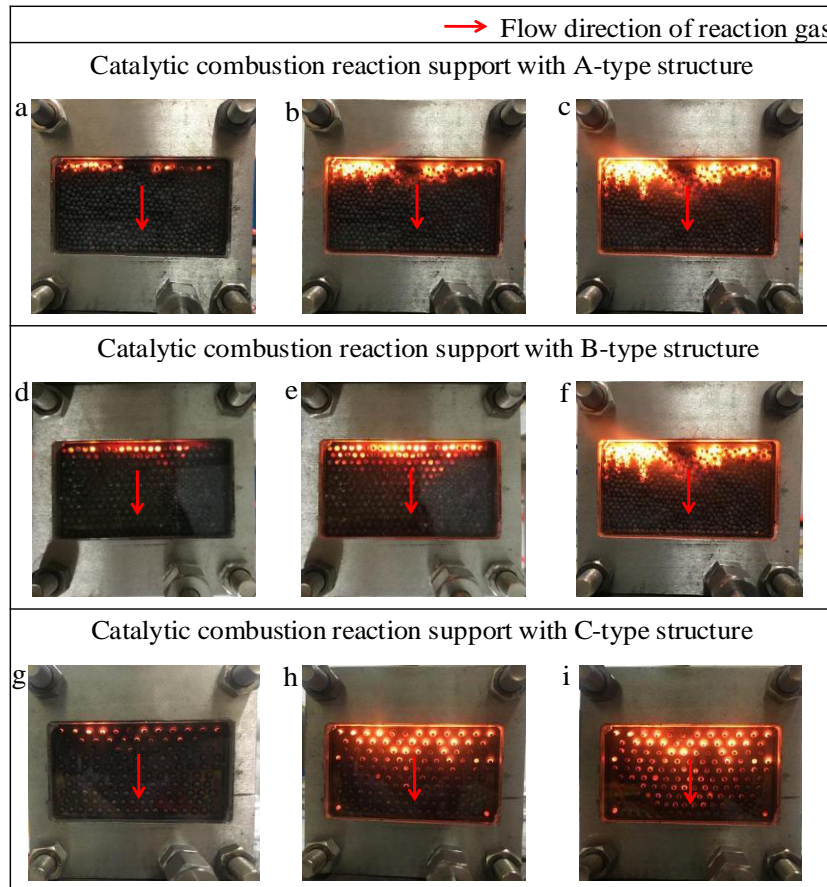 Flow direction of reaction gas
Catalytic combustion reaction support with A-type structure
a
b
c
Catalytic combustion reaction support with B-type structure
d
e
f
Catalytic combustion reaction support with C-type structure
g
h
i